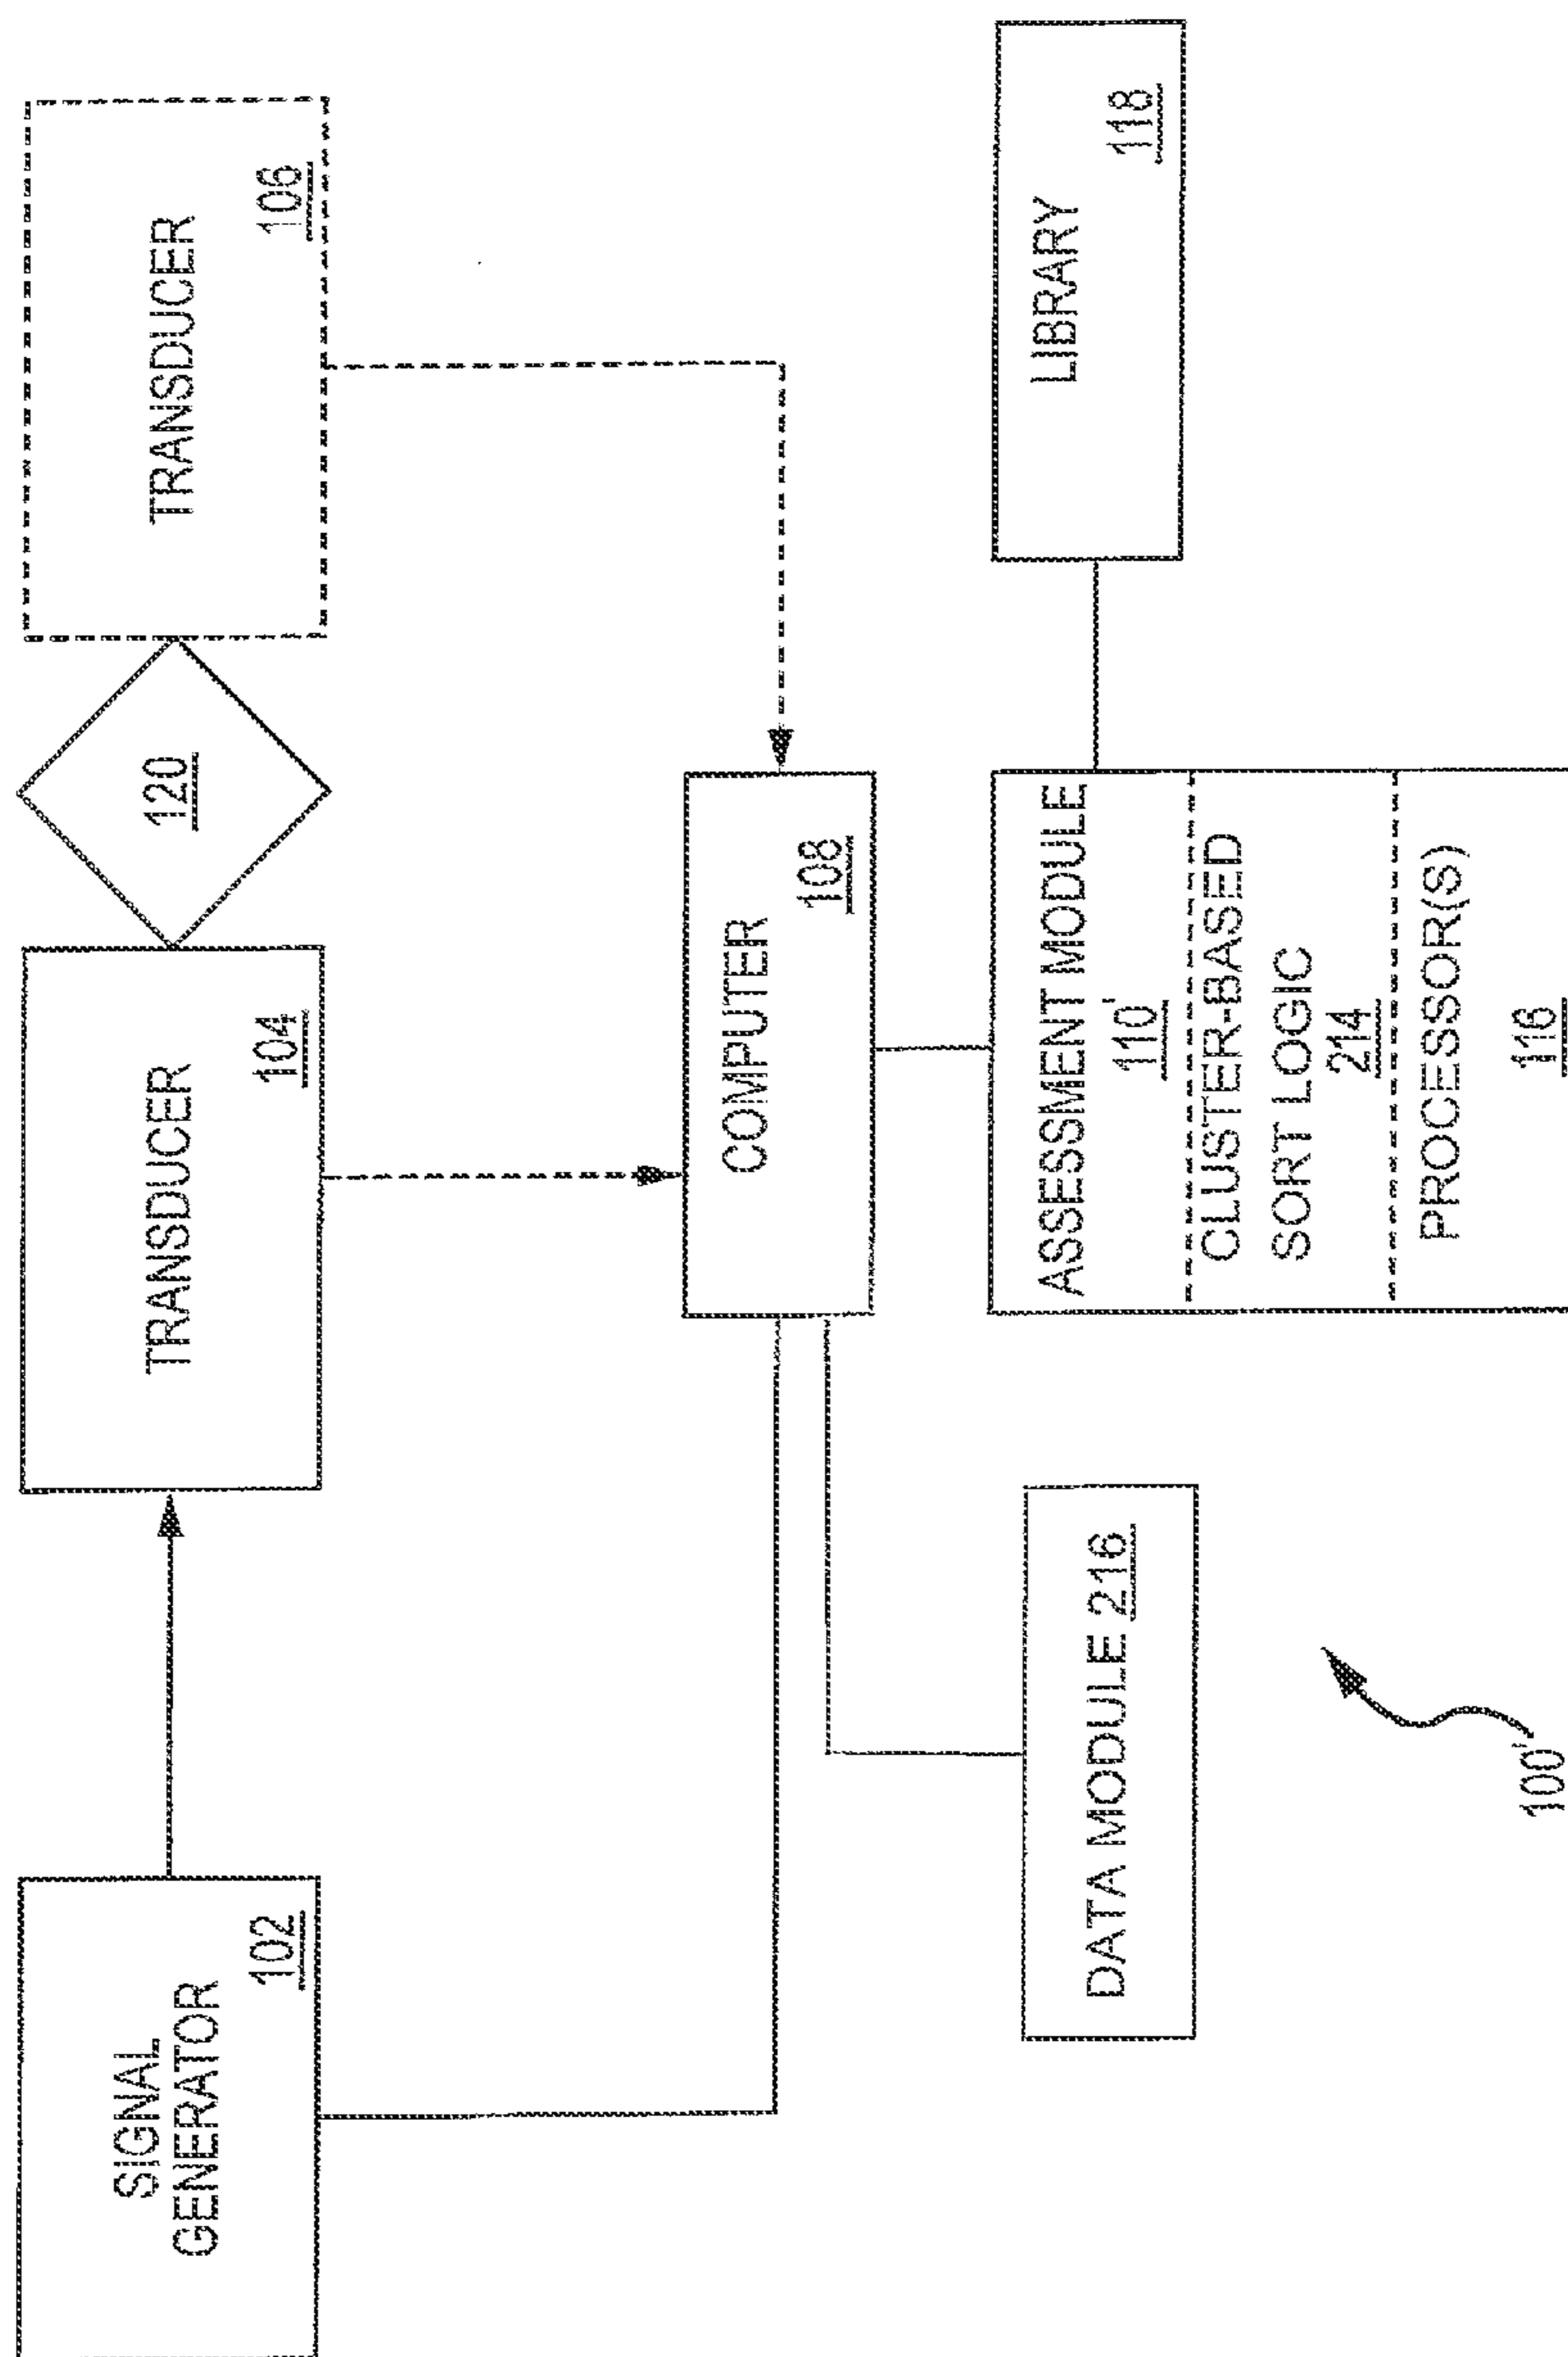 SIGNAL
GENERATOR
102
TRANSDUCER
104
120
TRANSDUCER
106
COMPUTER
108
DATA MODULE 216
ASSESSMENT MODULE
110'
CLUSTER-BASED
SORT LOGIC
214
PROCESSOR(S)
116
LIBRARY
118
100'